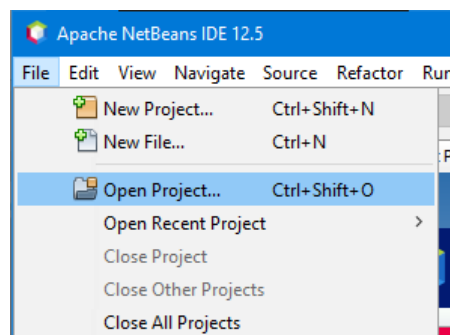 Apache NetBeans IDE 12.5
File Edit View Navigate Source Refactor Run
New Project... Ctrl+Shift+N
New File... Ctrl+N
Open Project... Ctrl+Shift+O
Open Recent Project >
Close Project
Close Other Projects
Close All Projects